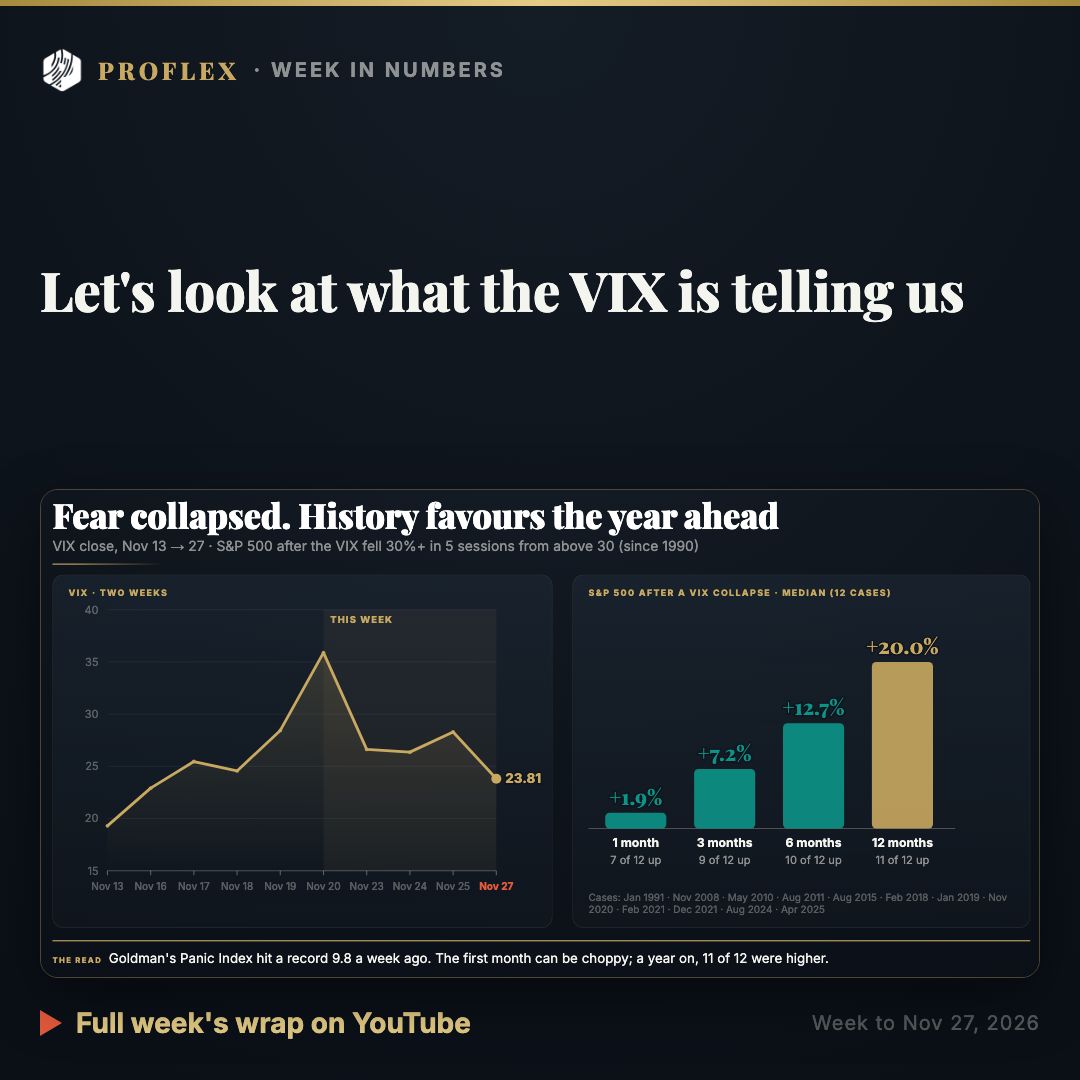 PROFLEX · WEEK IN NUMBERS
Let's look at what the VIX is telling us
Fear collapsed. History favours the year ahead
VIX close, Nov 13 → 27 · S&P 500 after the VIX fell 30%+ in 5 sessions from above 30 (since 1990)
VIX · TWO WEEKS
40
35
30
25
20
15
THIS WEEK
23.81
Nov 13 Nov 16 Nov 17 Nov 18 Nov 19 Nov 20 Nov 23 Nov 24 Nov 25 Nov 27
S&P 500 AFTER A VIX COLLAPSE · MEDIAN (12 CASES)
+1.9% +7.2% +12.7% +20.0%
1 month 3 months 6 months 12 months
7 of 12 up 9 of 12 up 10 of 12 up 11 of 12 up
Cases: Jan 1991 · Nov 2008 · May 2010 · Aug 2011 · Aug 2015 · Feb 2018 · Jan 2019 · Nov
2020 · Feb 2021 · Dec 2021 · Aug 2024 · Apr 2025
THE READ Goldman's Panic Index hit a record 9.8 a week ago. The first month can be choppy; a year on, 11 of 12 were higher.
Full week's wrap on YouTube
Week to Nov 27, 2026